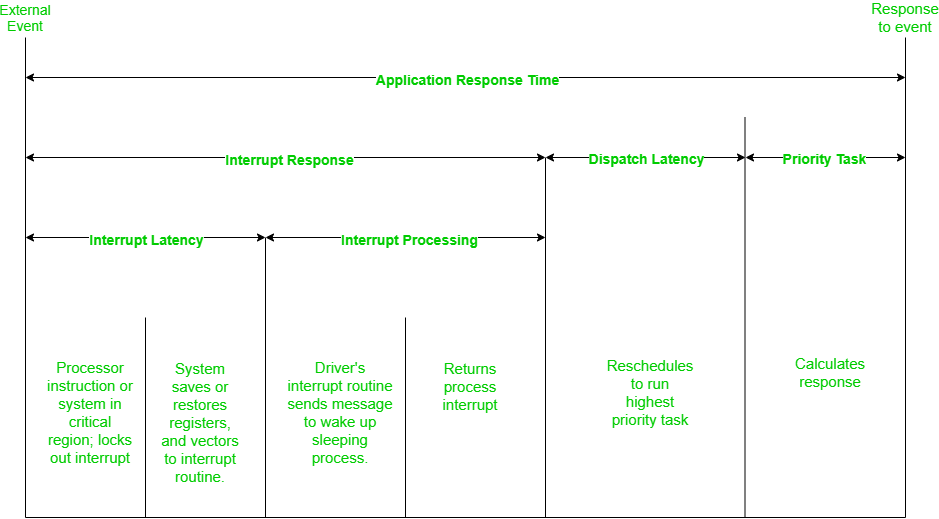 External
Event
Response
to event
Application Response Time
Interrupt Response
Dispatch Latency
Priority Task
Interrupt Latency
Interrupt Processing
Processor
instruction or
system in
critical
region; locks
out interrupt
System
saves or
restores
registers,
and vectors
to interrupt
routine.
Driver's
interrupt routine
sends message
to wake up
sleeping
process.
Returns
process
interrupt
Reschedules
to run
highest
priority task
Calculates
response